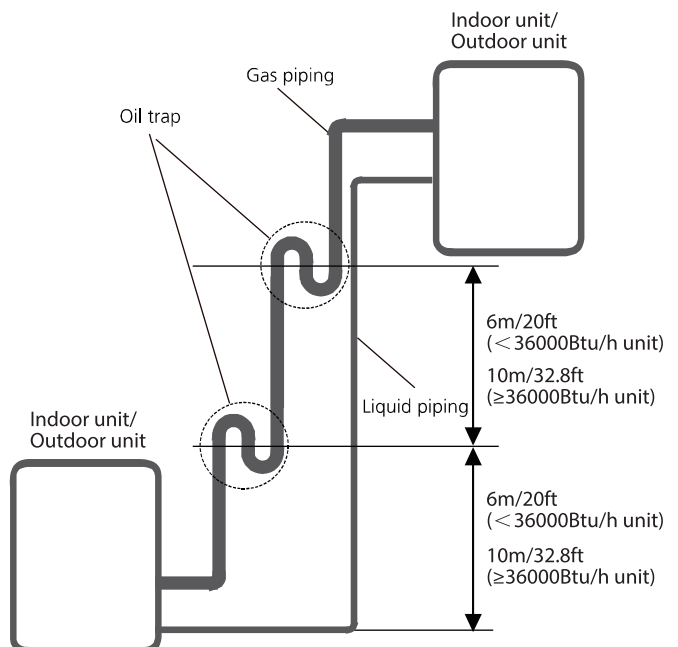 Indoor unit/
Outdoor unit
Gas piping
Oil trap
6m/20ft
(<36000Btu/h unit)
10m/32.8ft
(≥36000Btu/h unit)
Liquid piping
Indoor unit/
Outdoor unit
6m/20ft
(<36000Btu/h unit)
10m/32.8ft
(≥36000Btu/h unit)